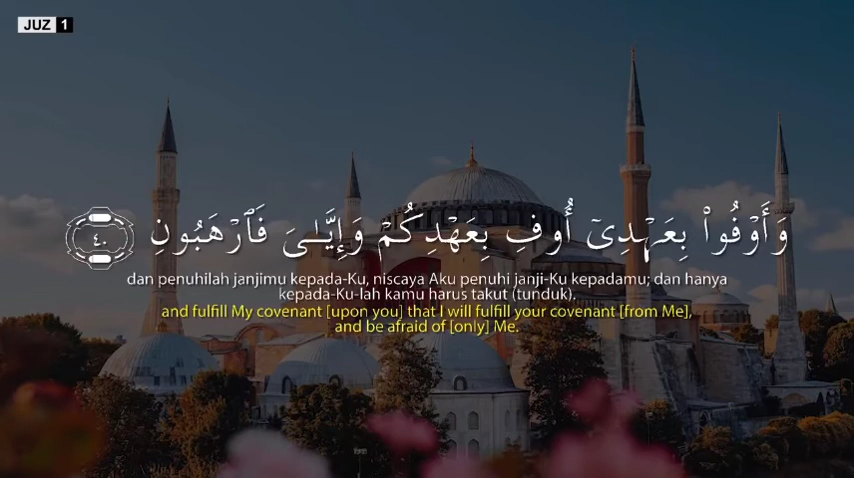 JUZ 1
وَأَوْفُوا۟ بِعَهْدِىٓ أُوفِ بِعَهْدِكُمْ وَإِيَّـٰىَ فَٱرْهَبُونِ ٤٠
dan penuhilah janjimu kepada-Ku, niscaya Aku penuhi janji-Ku kepadamu; dan hanya
kepada-Ku-lah kamu harus takut (tunduk).
and fulfill My covenant [upon you] that I will fulfill your covenant [from Me],
and be afraid of [only] Me.